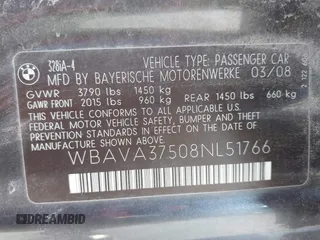 BMW
328iA-4
VEHICLE TYPE: PASSENGER CAR
MFD BY BAYERISCHE MOTORENWERKE 03/08
GVWR 3790 lbs 1450 kg
GAWR FRONT 2015 lbs 960 kg REAR 1450 lbs 660 kg
THIS VEHICLE CONFORMS TO ALL APPLICABLE
U.S. FEDERAL MOTOR VEHICLE SAFETY,
BUMPER, AND THEFT PREVENTION STANDARDS
IN EFFECT ON THE DATE OF
MANUFACTURE SHOWN ABOVE.
WBAVA37508NL51766
DREAMBID